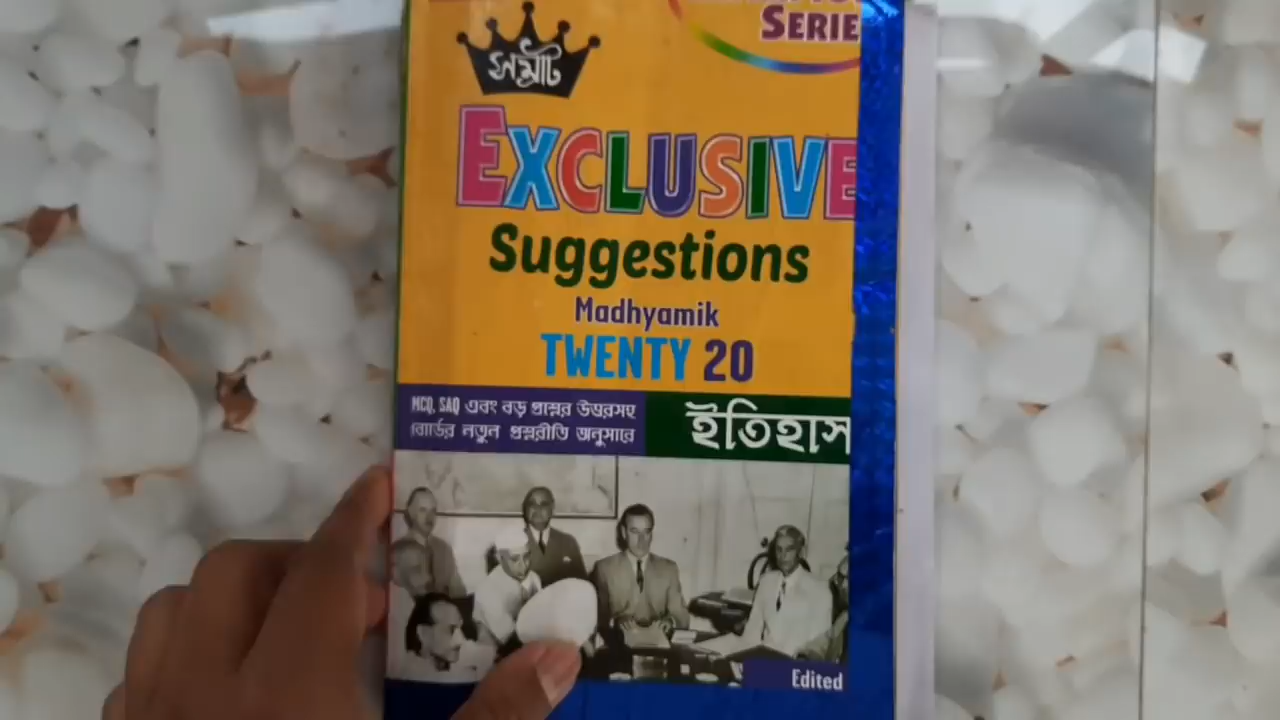 SERIE
সম্রাট
EXCLUSIVE
Suggestions
Madhyamik
TWENTY 20
MCQ, SAQ এবং বড় প্রশ্নের উত্তরসহ
বোর্ডের নতুন প্রশ্নরীতি অনুসারে
ইতিহাস
Edited